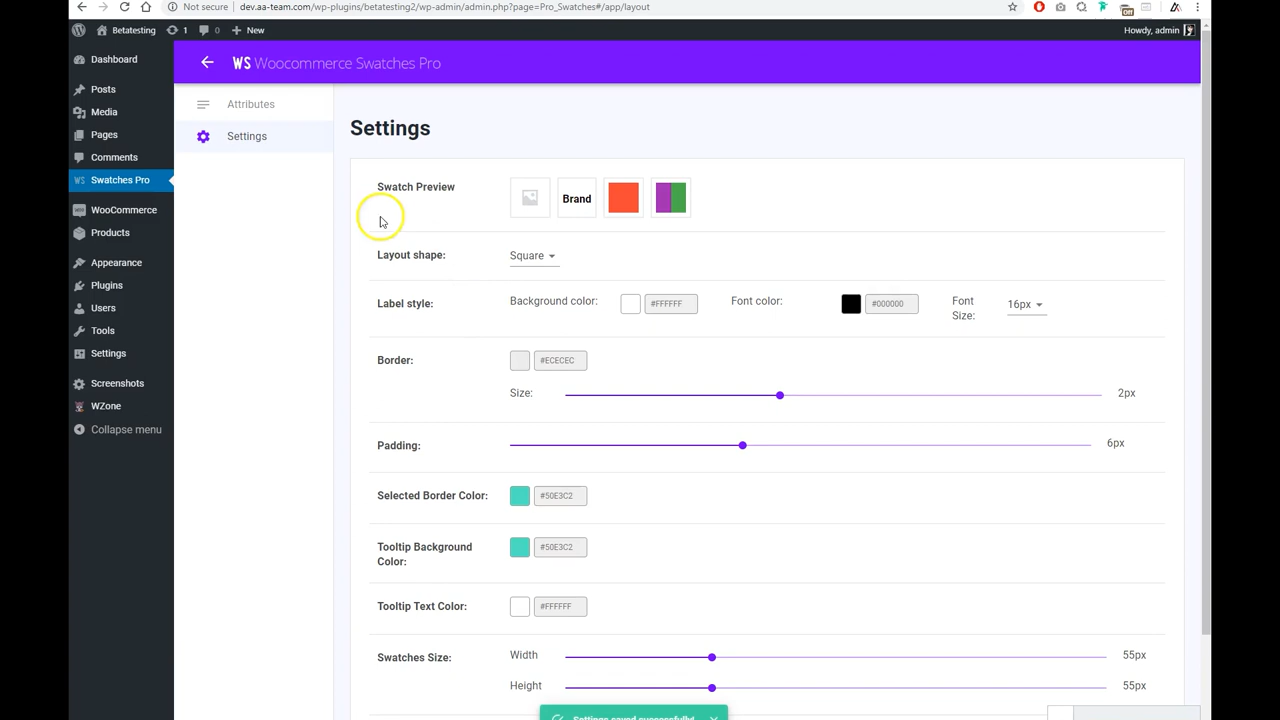 Not secure dev.aa-team.com/wp-plugins/betatesting2/wp-admin/admin.php?page=Pro_Swatches#/app/layout
Betatesting 1 0 New Howdy, admin
Dashboard
Posts
Media
Pages
Comments
Swatches Pro
WooCommerce
Products
Appearance
Plugins
Users
Tools
Settings
Screenshots
WZone
Collapse menu
WS Woocommerce Swatches Pro
Attributes
Settings
Settings
Swatch Preview Brand
Layout shape: Square
Label style: Background color: #FFFFFF Font color: #000000 Font Size: 16px
Border: #ECECEC
Size: 2px
Padding: 6px
Selected Border Color: #50E3C2
Tooltip Background Color: #50E3C2
Tooltip Text Color: #FFFFFF
Swatches Size: Width 55px
Height 55px
Settings saved successfully!